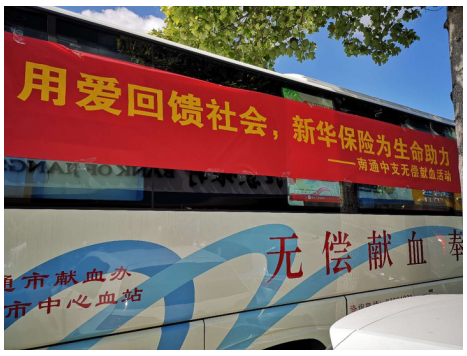 用爱回馈社会，新华保险为生命助力
——南通中支无偿献血活动
无偿献血 奉
通市献血办
市中心血站